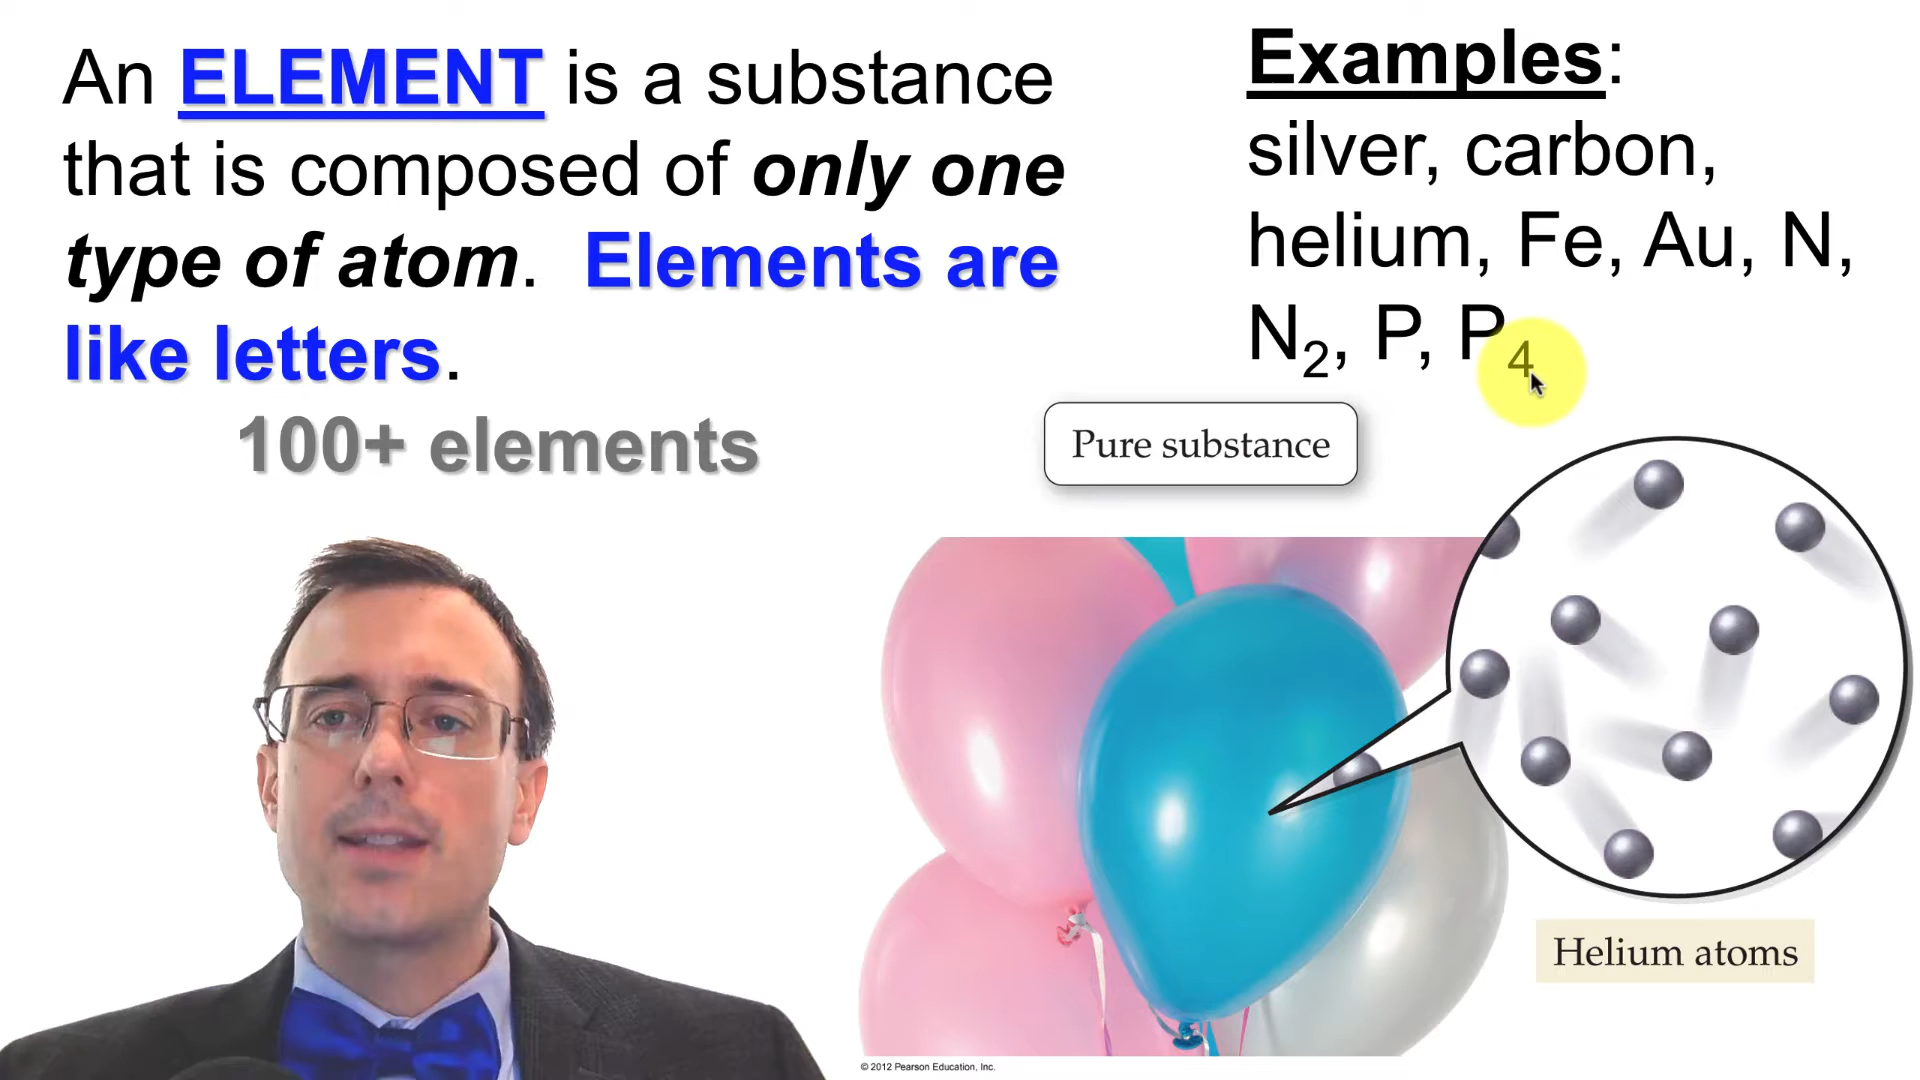 An ELEMENT is a substance
that is composed of only one
type of atom. Elements are
like letters.
100+ elements
Examples:
silver, carbon,
helium, Fe, Au, N,
N₂, P, P₄
Pure substance
Helium atoms
© 2012 Pearson Education, Inc.